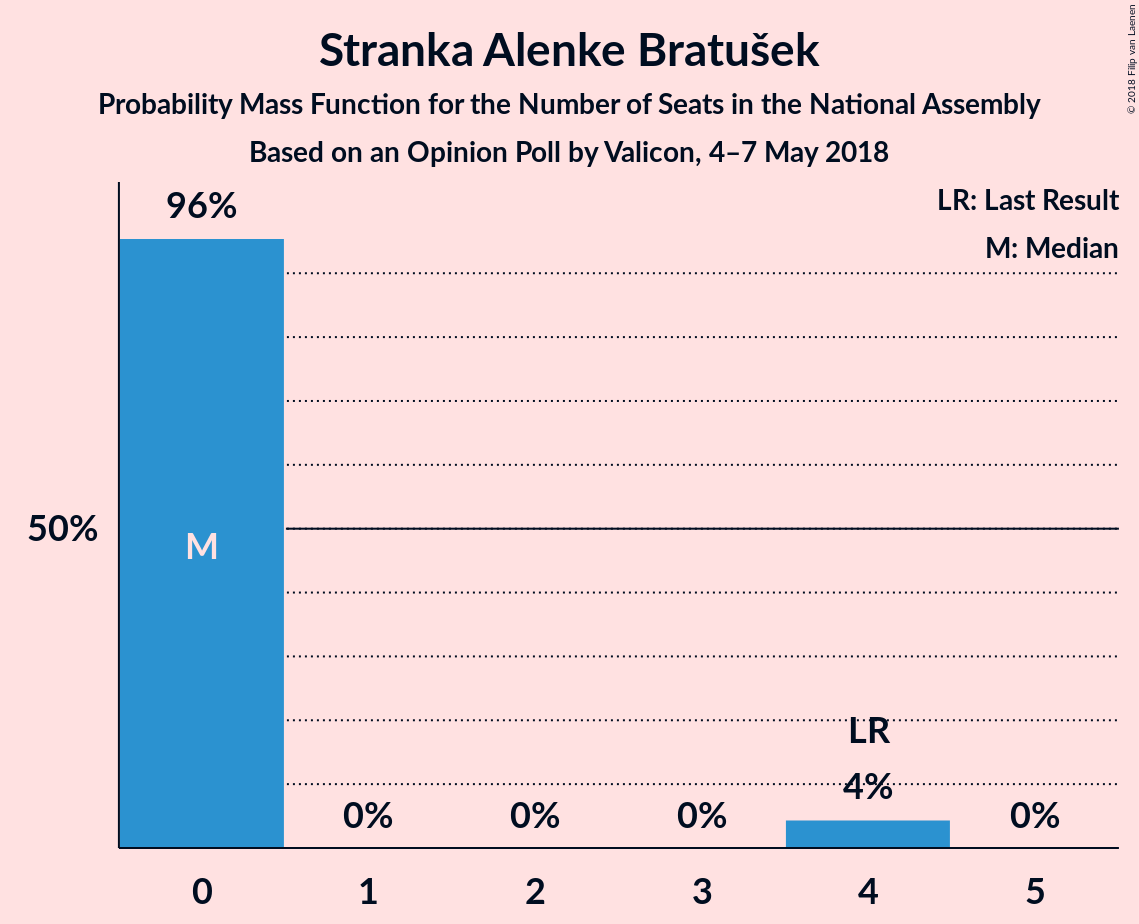 Stranka Alenke Bratušek
Probability Mass Function for the Number of Seats in the National Assembly
Based on an Opinion Poll by Valicon, 4–7 May 2018
© 2018 Filip van Laenen
LR: Last Result
M: Median
96%
50%
M
LR
4%
0%
0%
0%
0%
0
1
2
3
4
5